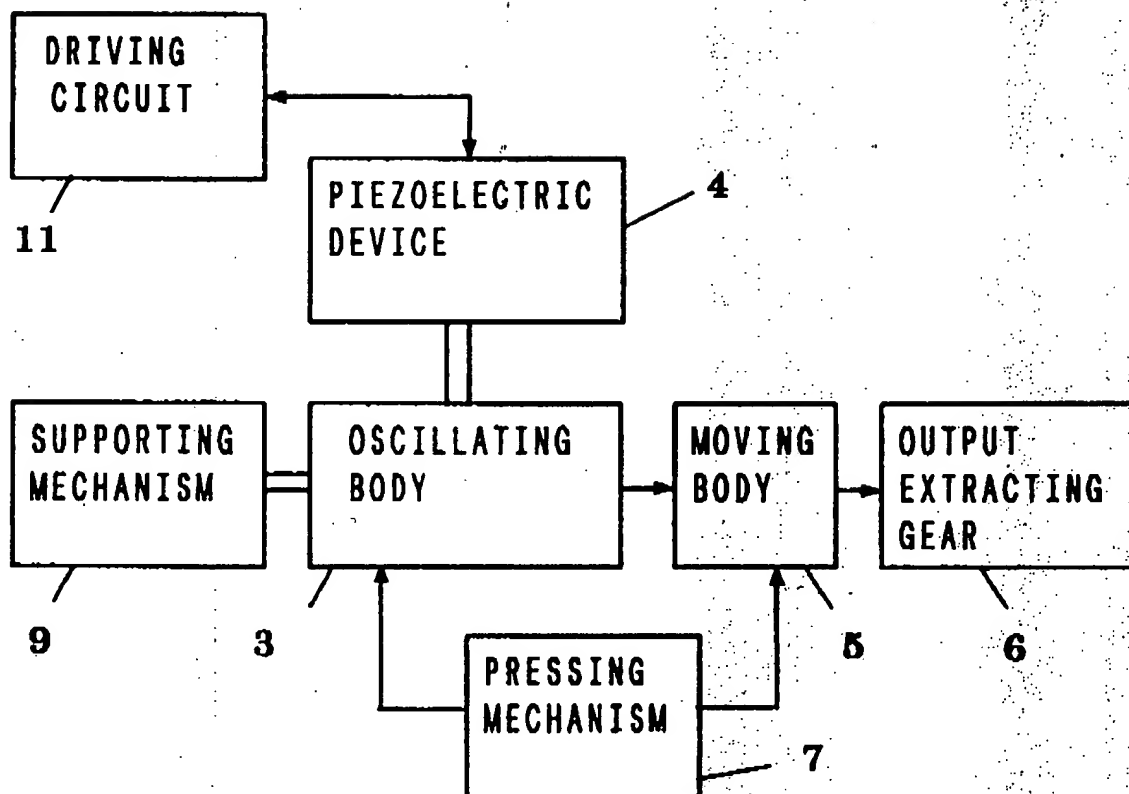 DRIVING
CIRCUIT
11
PIEZOELECTRIC
DEVICE
4
SUPPORTING
MECHANISM
9
OSCILLATING
BODY
3
MOVING
BODY
5
OUTPUT
EXTRACTING
GEAR
6
PRESSING
MECHANISM
7